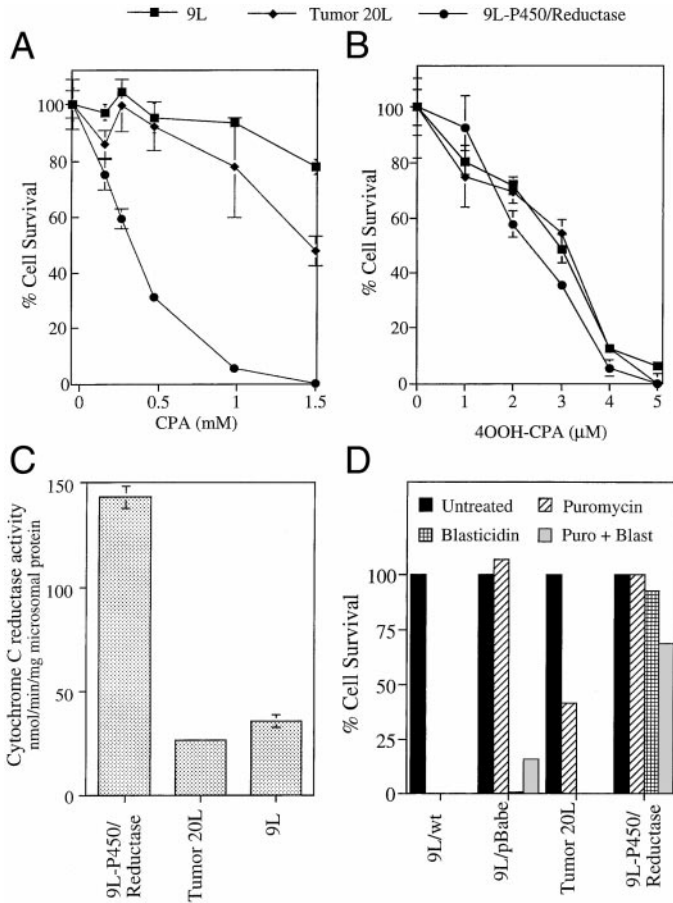 9L Tumor 20L 9L-P450/Reductase
A
% Cell Survival
100
80
60
40
20
0
0 0.5 1 1.5
CPA (mM)
B
% Cell Survival
100
80
60
40
20
0
0 1 2 3 4 5
4OOH-CPA (μM)
C
Cytochrome C reductase activity
nmol/min/mg microsomal protein
150
100
50
0
9L-P450/
Reductase
Tumor 20L
9L
D
Untreated Puromycin
Blasticidin Puro + Blast
% Cell Survival
100
75
50
25
0
9L/wt
9L/pBabe
Tumor 20L
9L-P450/
Reductase